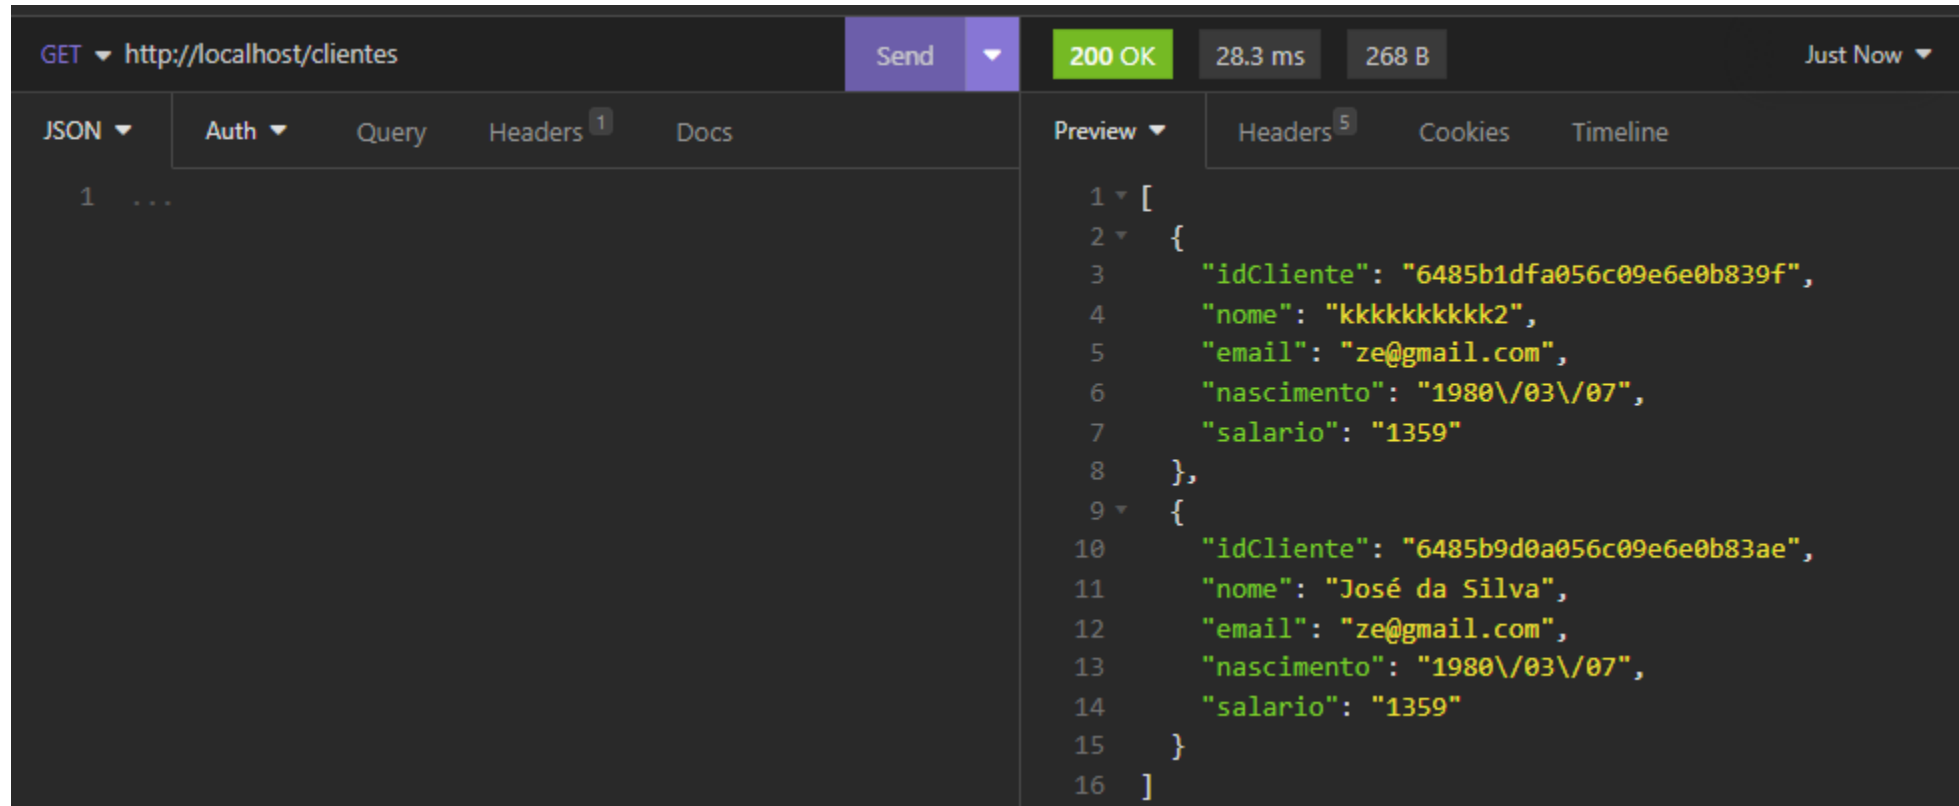 GET http://localhost/clientes Send 200 OK 28.3 ms 268 B Just Now
JSON Auth Query Headers 1 Docs Preview Headers 5 Cookies Timeline
1 ...
1 [
2 {
3 "idCliente": "6485b1dfa056c09e6e0b839f",
4 "nome": "kkkkkkkkkk2",
5 "email": "ze@gmail.com",
6 "nascimento": "1980\/03\/07",
7 "salario": "1359"
8 },
9 {
10 "idCliente": "6485b9d0a056c09e6e0b83ae",
11 "nome": "José da Silva",
12 "email": "ze@gmail.com",
13 "nascimento": "1980\/03\/07",
14 "salario": "1359"
15 }
16 ]